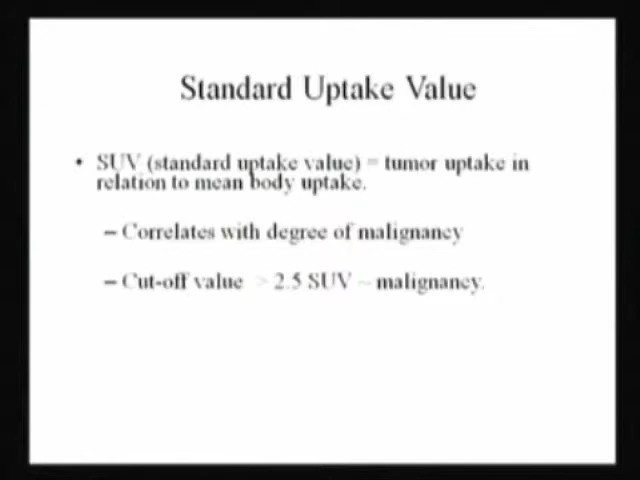 Standard Uptake Value
• SUV (standard uptake value) = tumor uptake in
relation to mean body uptake.
– Correlates with degree of malignancy
– Cut-off value > 2.5 SUV ~ malignancy.